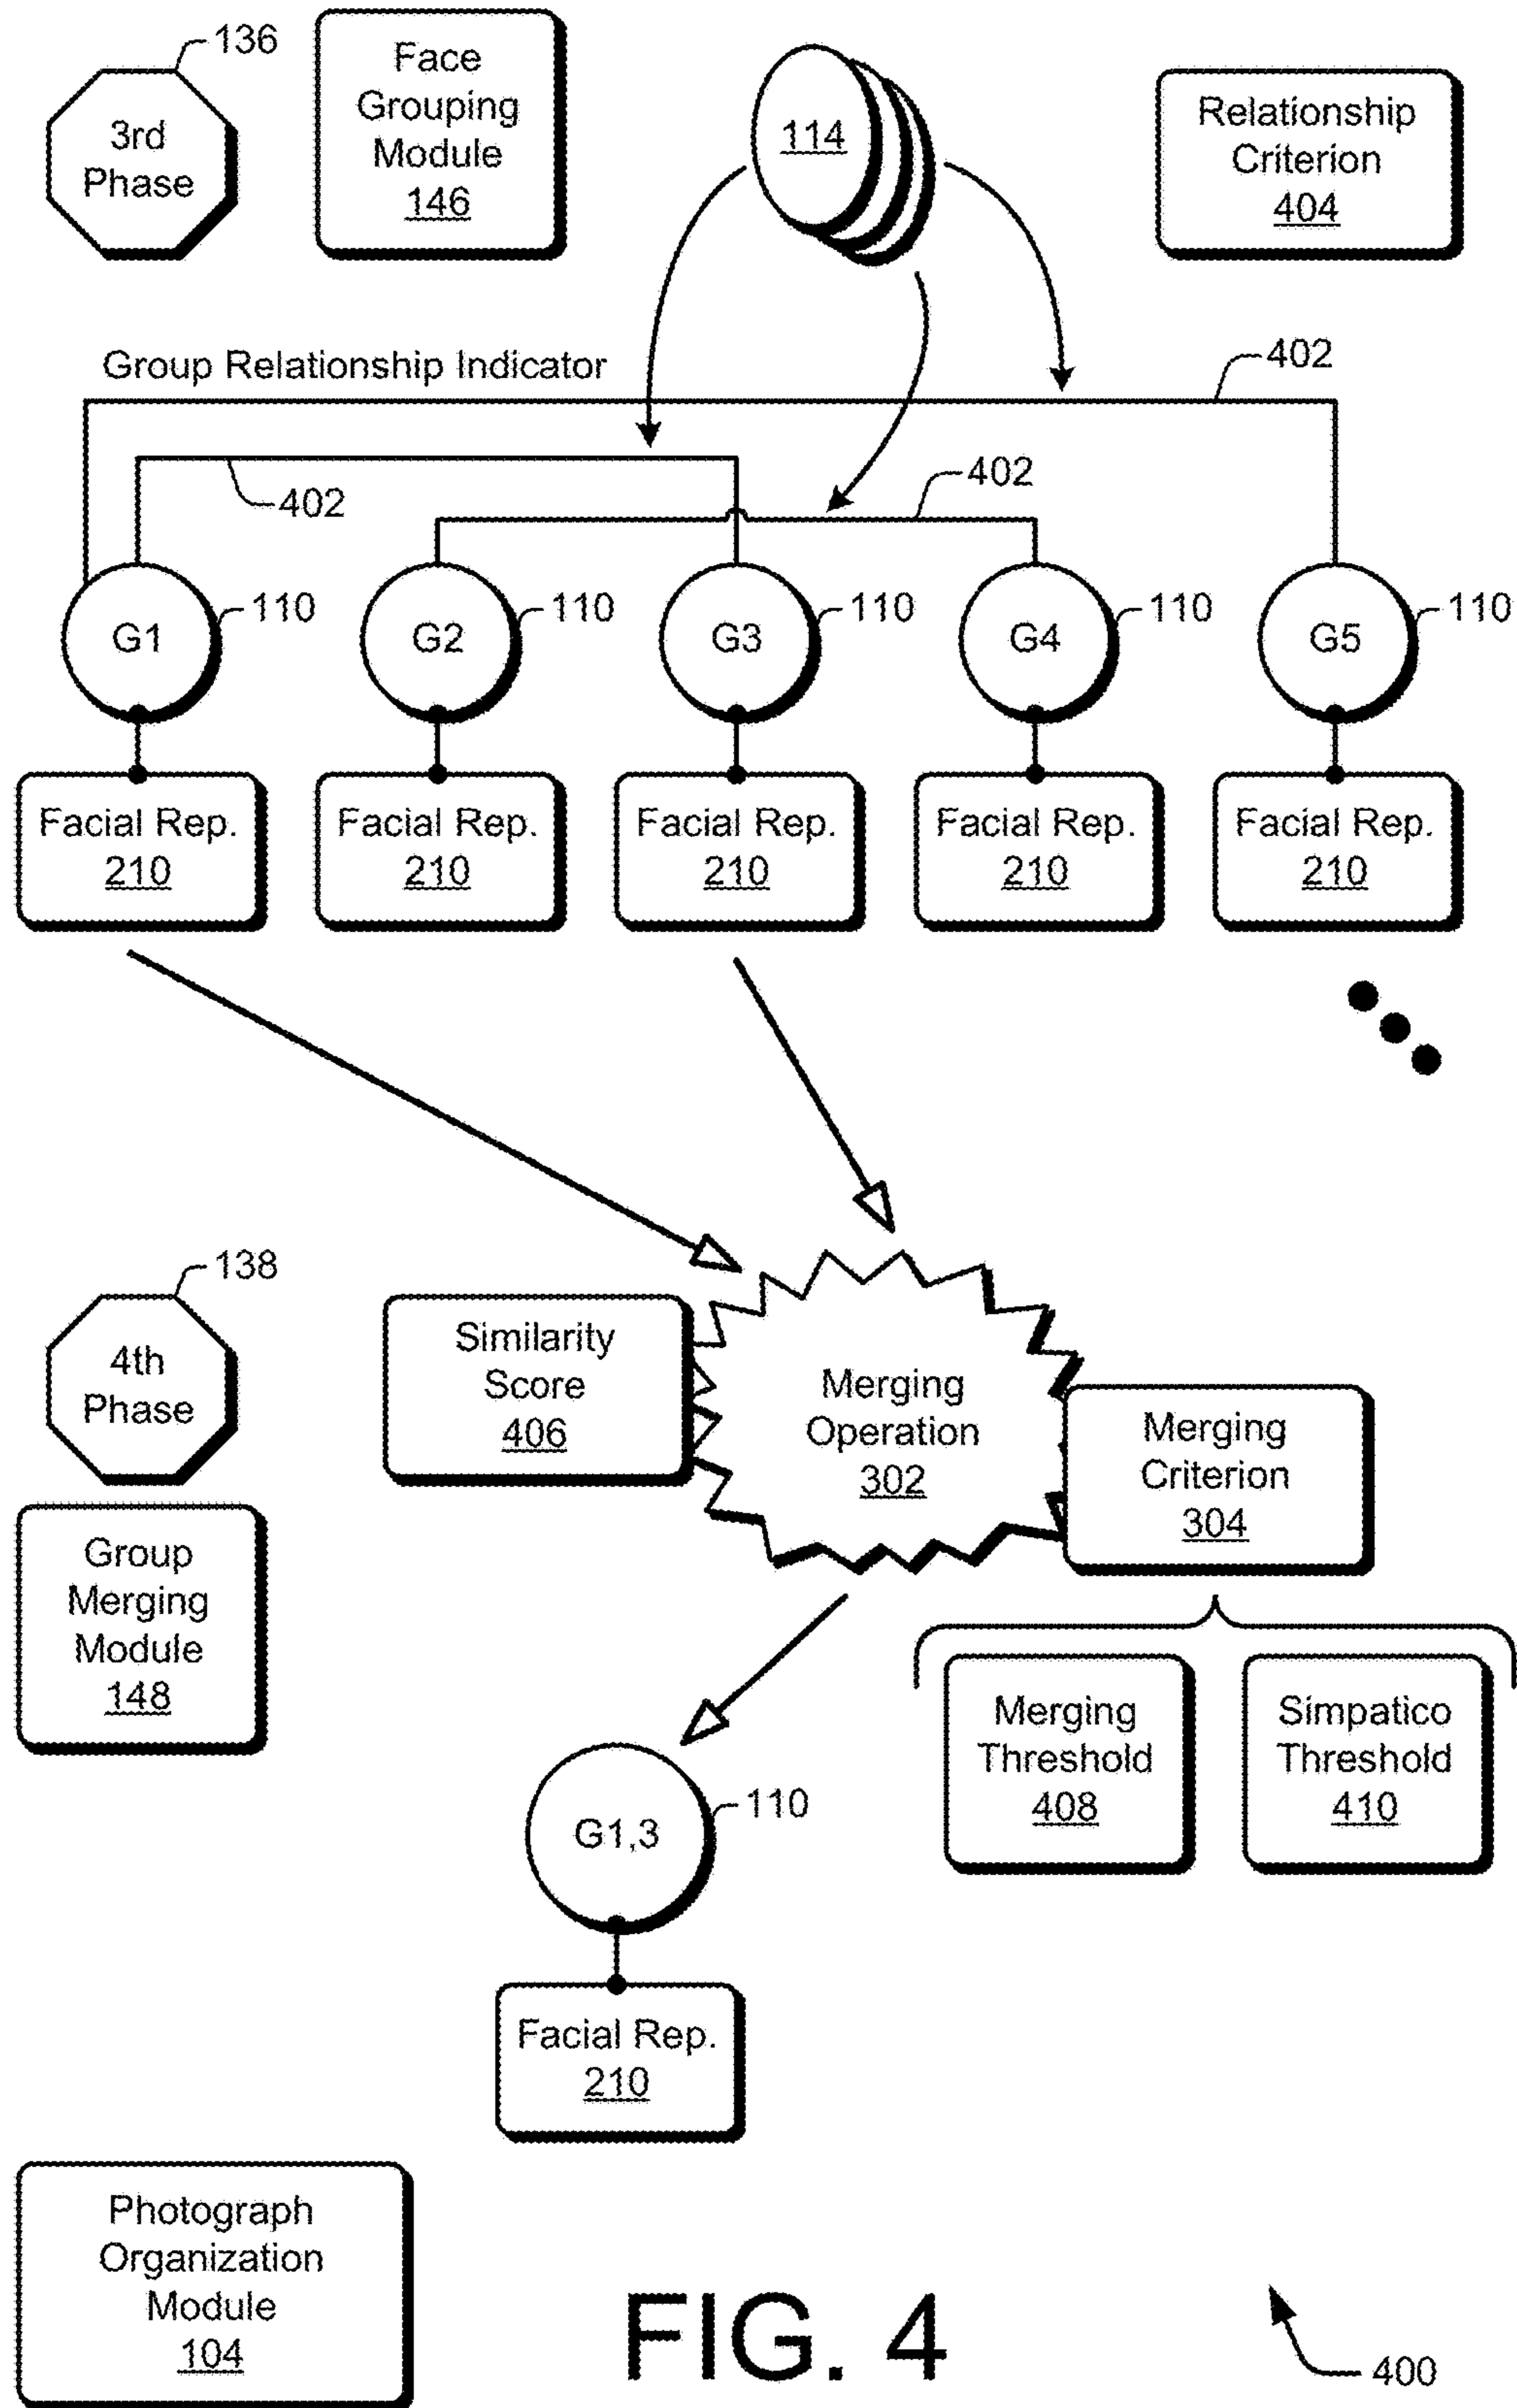 136
3rd
Phase
Face
Grouping
Module
146
114
Relationship
Criterion
404
Group Relationship Indicator
402
402
402
G1
110
G2
110
G3
110
G4
110
G5
110
Facial Rep.
210
Facial Rep.
210
Facial Rep.
210
Facial Rep.
210
Facial Rep.
210
138
4th
Phase
Similarity
Score
406
Merging
Operation
302
Merging
Criterion
304
Group
Merging
Module
148
Merging
Threshold
408
Simpatico
Threshold
410
G1,3
110
Facial Rep.
210
Photograph
Organization
Module
104
FIG. 4
400